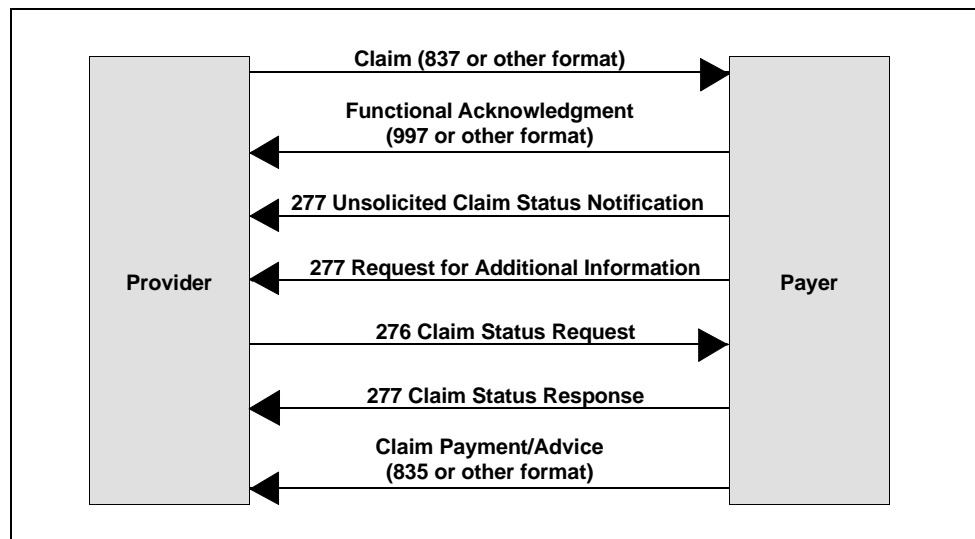 Claim (837 or other format)
Functional Acknowledgment
(997 or other format)
277 Unsolicited Claim Status Notification
277 Request for Additional Information
Provider
Payer
276 Claim Status Request
277 Claim Status Response
Claim Payment/Advice
(835 or other format)